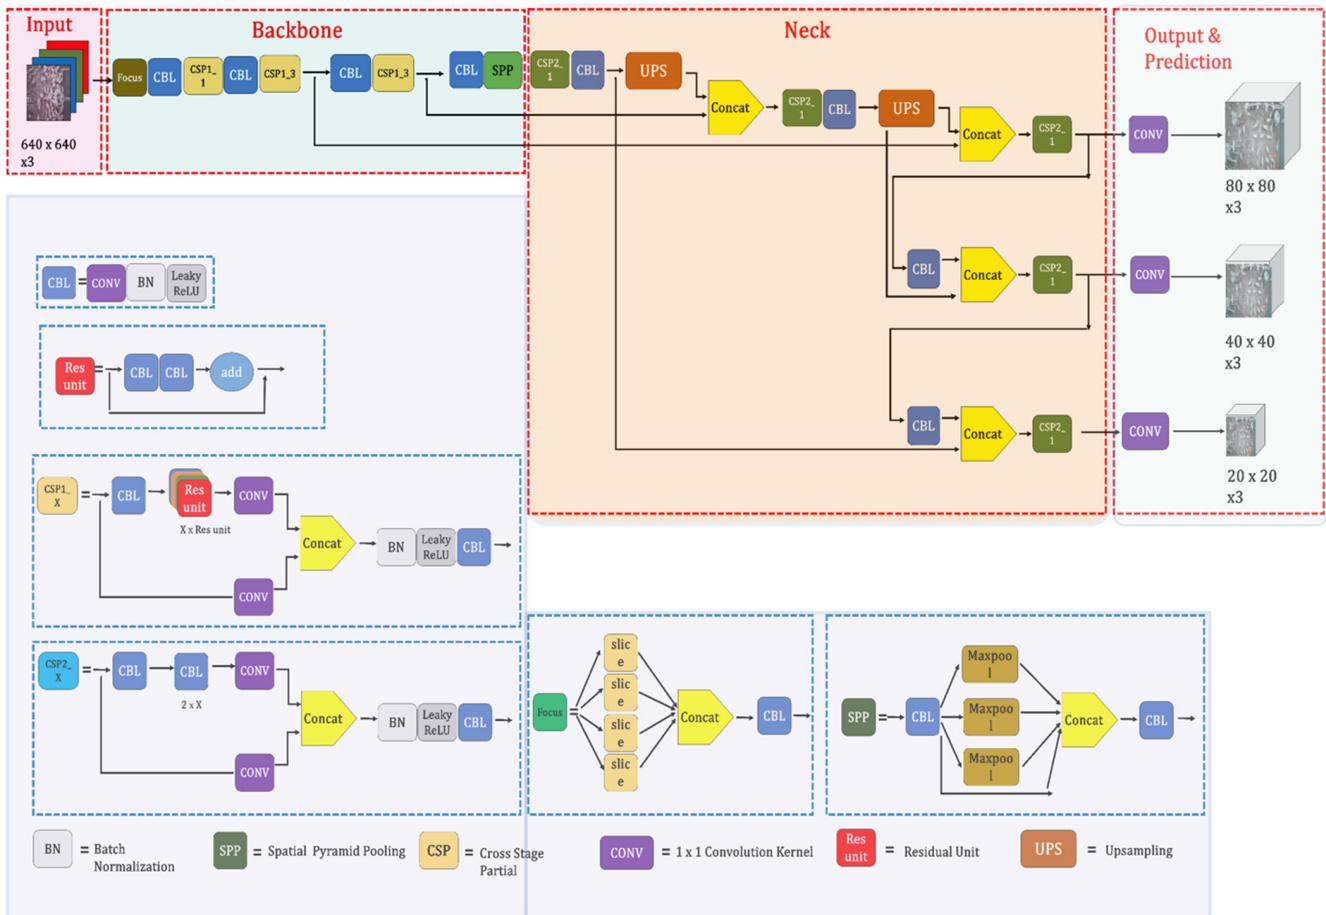 Input
Backbone
Neck
Output &
Prediction
Focus
CBL
CSP1_
1
CBL
CSP1_3
CBL
CSP1_3
CBL
SPP
CSP2_
1
CBL
UPS
Concat
CSP2_
1
CBL
UPS
Concat
CSP2_
1
CONV
640 x 640
x3
80 x 80
x3
CBL
Concat
CSP2_
1
CONV
40 x 40
x3
CBL
Concat
CSP2_
1
CONV
20 x 20
x3
CBL
=
CONV
BN
Leaky
ReLU
Res
unit
=
CBL
CBL
add
CSP1_
X
=
CBL
Res
unit
X x Res unit
CONV
CONV
Concat
BN
Leaky
ReLU
CBL
CSP2_
X
=
CBL
CBL
2 x X
CONV
CONV
Concat
BN
Leaky
ReLU
CBL
Focus
=
slic
e
slic
e
slic
e
slic
e
Concat
CBL
SPP
=
CBL
Maxpoo
l
Maxpoo
l
Maxpoo
l
Concat
CBL
BN
= Batch
Normalization
SPP
= Spatial Pyramid Pooling
CSP
= Cross Stage
Partial
CONV
= 1 x 1 Convolution Kernel
Res
unit
= Residual Unit
UPS
= Upsampling